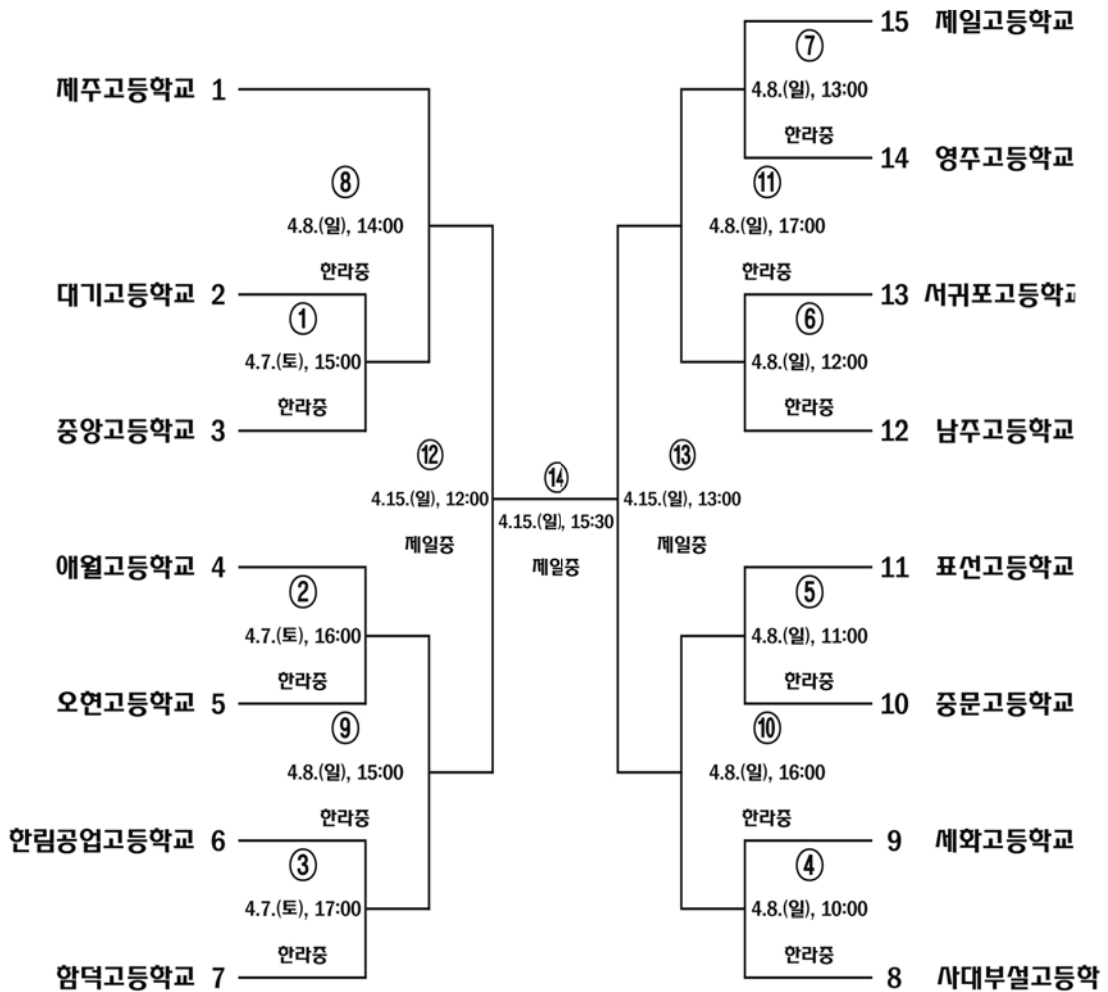 제주고등학교 1
⑧
4.8.(일), 14:00
한라중
대기고등학교 2
①
4.7.(토), 15:00
한라중
중앙고등학교 3
⑫
4.15.(일), 12:00
제일중
애월고등학교 4
②
4.7.(토), 16:00
한라중
오현고등학교 5
⑨
4.8.(일), 15:00
한라중
한림공업고등학교 6
③
4.7.(토), 17:00
한라중
함덕고등학교 7
⑭
4.15.(일), 15:30
제일중
15 제일고등학교
⑦
4.8.(일), 13:00
한라중
14 영주고등학교
⑪
4.8.(일), 17:00
한라중
13 서귀포고등학교
⑥
4.8.(일), 12:00
한라중
12 남주고등학교
⑬
4.15.(일), 13:00
제일중
11 표선고등학교
⑤
4.8.(일), 11:00
한라중
10 중문고등학교
⑩
4.8.(일), 16:00
한라중
9 세화고등학교
④
4.8.(일), 10:00
한라중
8 사대부설고등학